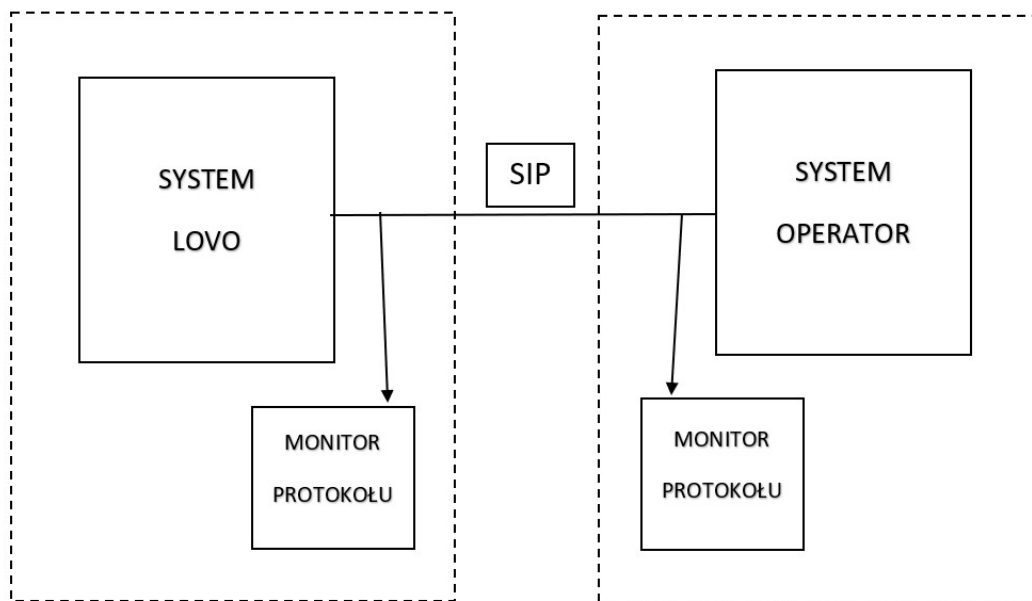 SYSTEM
LOVO
SIP
SYSTEM
OPERATOR
MONITOR
PROTOKOŁU
MONITOR
PROTOKOŁU